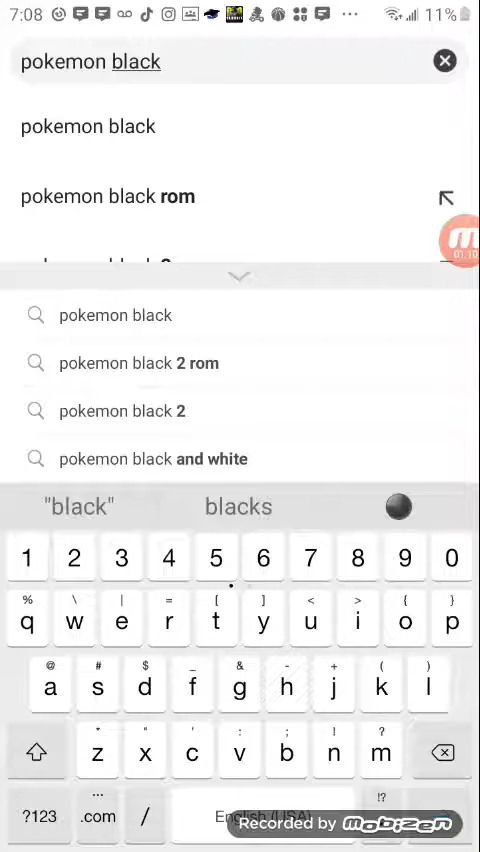 7:08 11%
pokemon black
pokemon black
pokemon black rom
01:10
pokemon black
pokemon black 2 rom
pokemon black 2
pokemon black and white
"black" blacks
1 2 3 4 5 6 7 8 9 0
% \ | = [ ] < > { }
q w e r t y u i o p
@ # $ _ & - + ( )
a s d f g h j k l
* " ' : ; ! ?
z x c v b n m
... !?
?123 .com / English (USA)
Recorded by mobizen